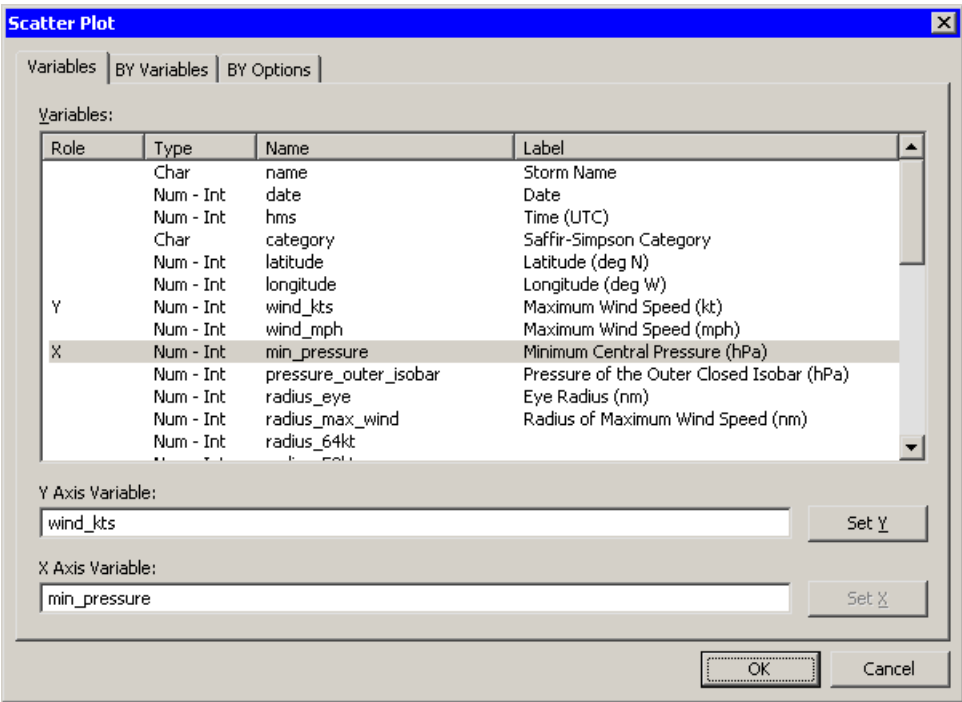 Scatter Plot
Variables BY Variables BY Options
Variables:
Role Type Name Label
Char name Storm Name
Num - Int date Date
Num - Int hms Time (UTC)
Char category Saffir-Simpson Category
Num - Int latitude Latitude (deg N)
Num - Int longitude Longitude (deg W)
Y Num - Int wind_kts Maximum Wind Speed (kt)
Num - Int wind_mph Maximum Wind Speed (mph)
X Num - Int min_pressure Minimum Central Pressure (hPa)
Num - Int pressure_outer_isobar Pressure of the Outer Closed Isobar (hPa)
Num - Int radius_eye Eye Radius (nm)
Num - Int radius_max_wind Radius of Maximum Wind Speed (nm)
Num - Int radius_64kt
Y Axis Variable:
wind_kts Set Y
X Axis Variable:
min_pressure Set X
OK Cancel